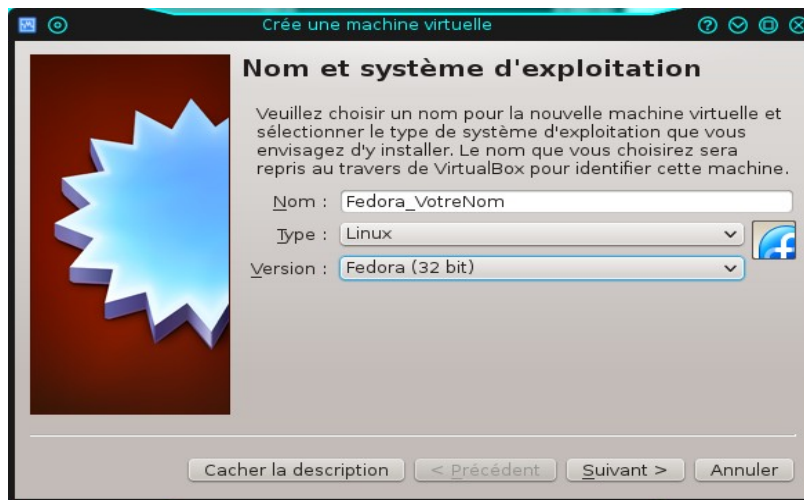 Crée une machine virtuelle
Nom et système d'exploitation
Veuillez choisir un nom pour la nouvelle machine virtuelle et
sélectionner le type de système d'exploitation que vous
envisagez d'y installer. Le nom que vous choisirez sera
repris au travers de VirtualBox pour identifier cette machine.
Nom : Fedora_VotreNom
Type : Linux
Version : Fedora (32 bit)
Cacher la description < Précédent Suivant > Annuler